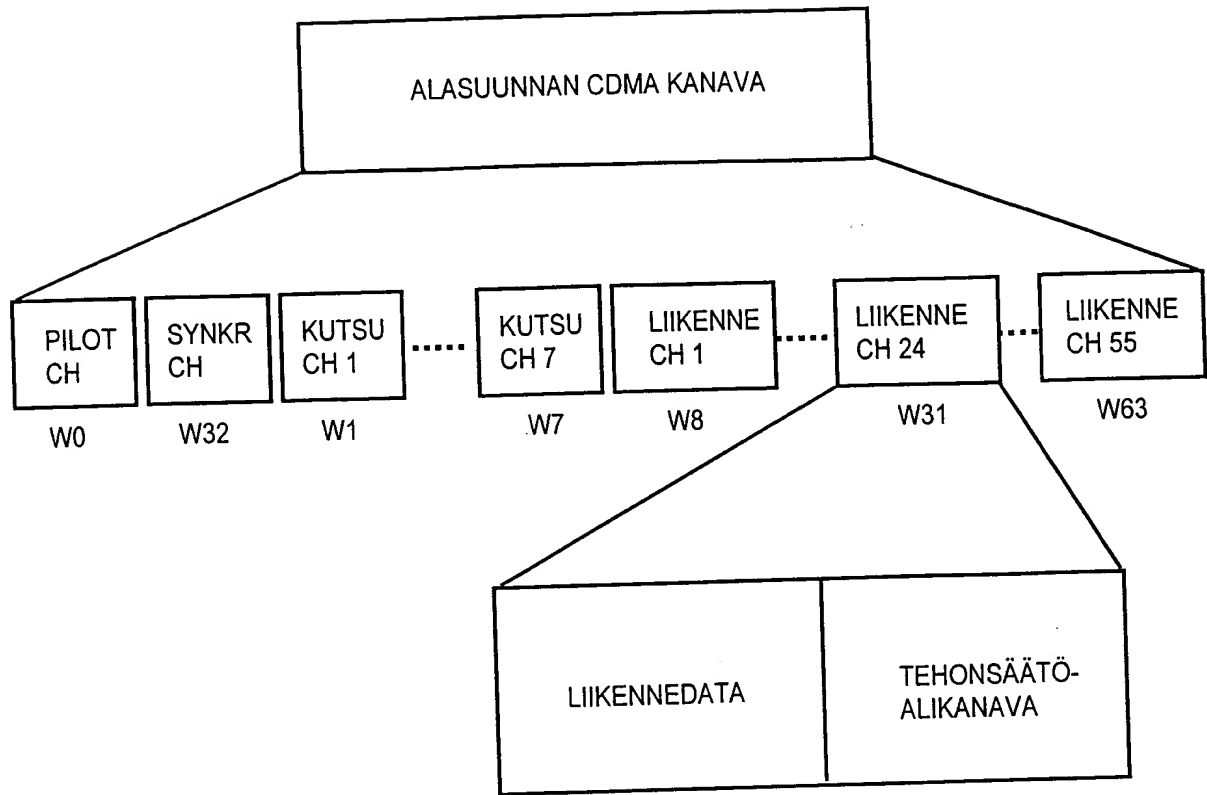 ALASUUNNAN CDMA KANAVA
PILOT
CH
SYNKR
CH
KUTSU
CH 1
KUTSU
CH 7
LIIKENNE
CH 1
LIIKENNE
CH 24
LIIKENNE
CH 55
W0
W32
W1
W7
W8
W31
W63
LIIKENNEDATA
TEHONSÄÄTÖ-
ALIKANAVA